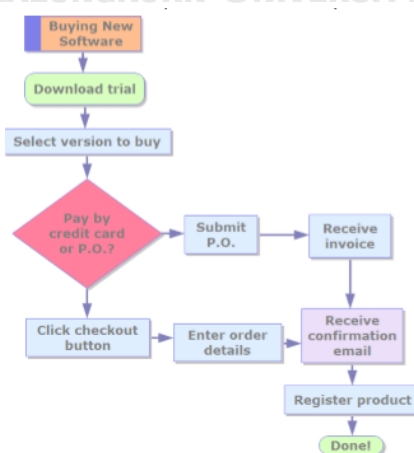 Buying New
Software
Download trial
Select version to buy
Pay by
credit card
or P.O.?
Submit
P.O.
Receive
invoice
Click checkout
button
Enter order
details
Receive
confirmation
email
Register product
Done!